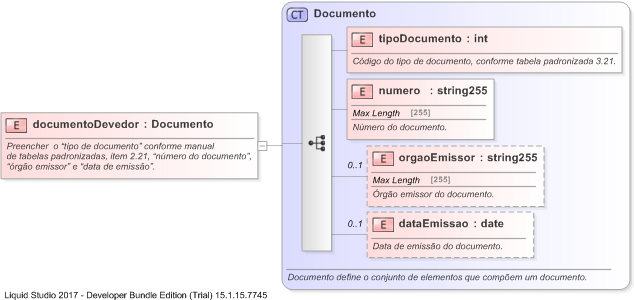 CT Documento
E tipoDocumento : int
Código do tipo de documento, conforme tabela padronizada 3.21.
E numero : string255
Max Length [255]
Número do documento.
E documentoDevedor : Documento
Preencher o “tipo de documento” conforme manual
de tabelas padronizadas, item 2.21, “número do documento”,
“órgão emissor” e “data de emissão”.
0..1
E orgaoEmissor : string255
Max Length [255]
Órgão emissor do documento.
0..1
E dataEmissao : date
Data de emissão do documento.
Documento define o conjunto de elementos que compõem um documento.
Liquid Studio 2017 - Developer Bundle Edition (Trial) 15.1.15.7745